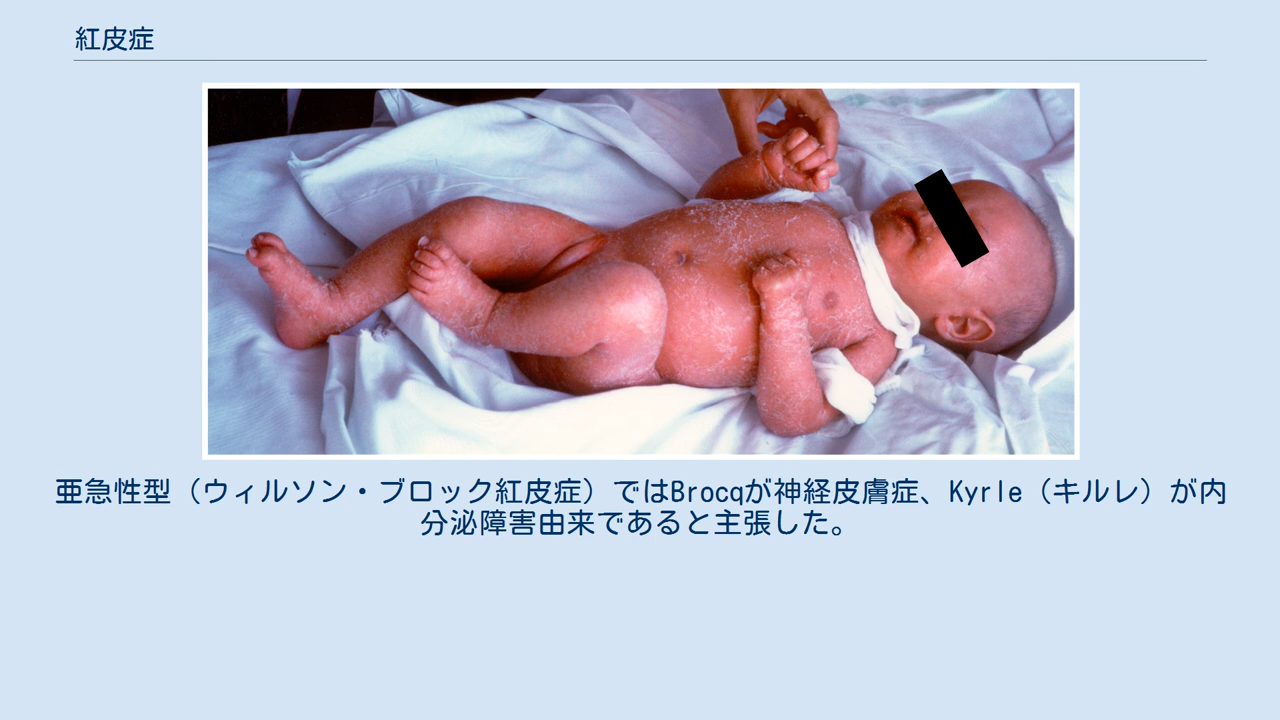 紅皮症
亜急性型（ウィルソン・ブロック紅皮症）ではBrocqが神経皮膚症、Kyrle（キルレ）が内
分泌障害由来であると主張した。